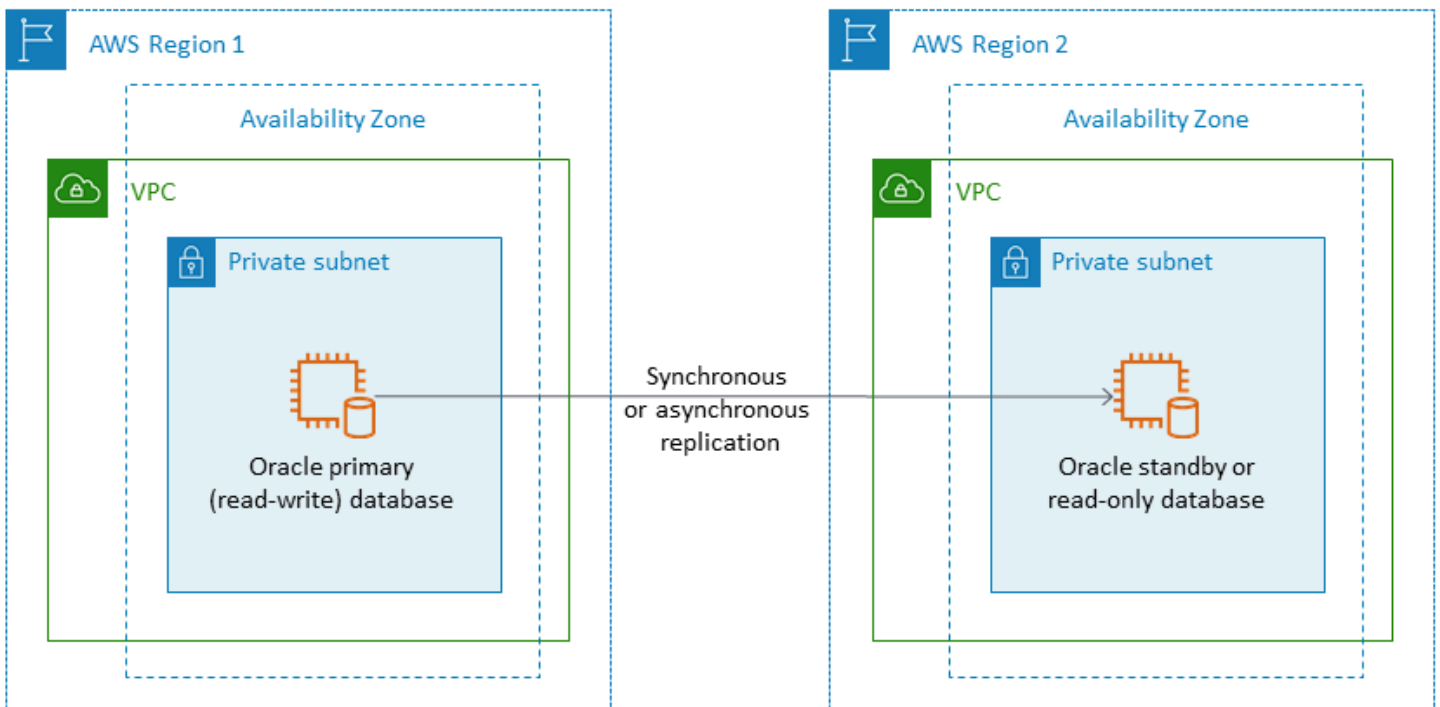 AWS Region 1
AWS Region 2
Availability Zone
Availability Zone
VPC
VPC
Private subnet
Private subnet
Synchronous
or asynchronous
replication
Oracle primary
(read-write) database
Oracle standby or
read-only database